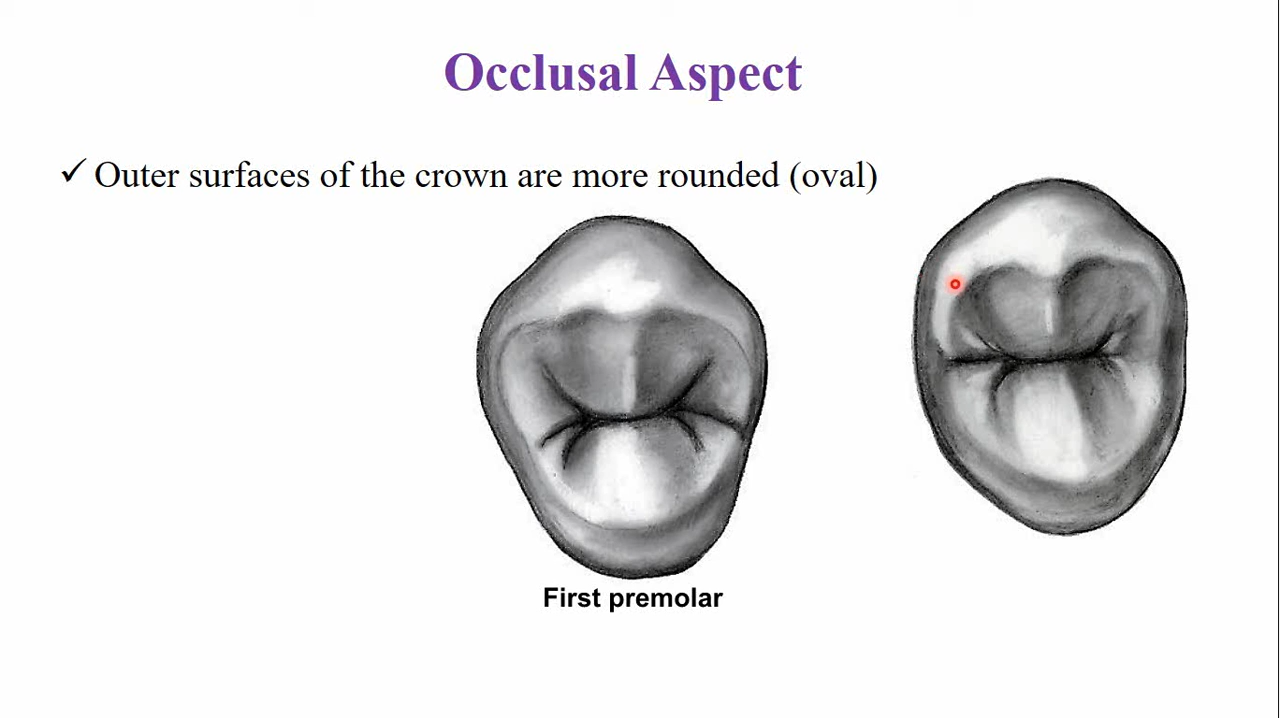 Occlusal Aspect
✓ Outer surfaces of the crown are more rounded (oval)
First premolar